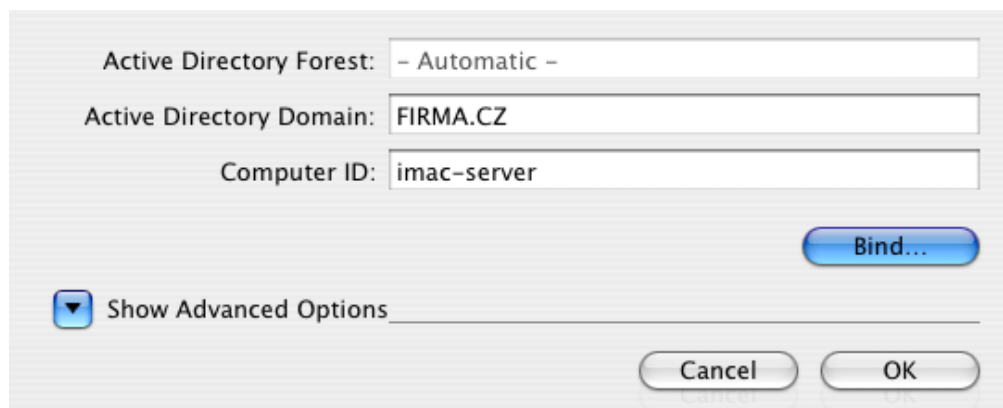 Active Directory Forest: – Automatic –
Active Directory Domain: FIRMA.CZ
Computer ID: imac-server
Bind...
Show Advanced Options
Cancel OK